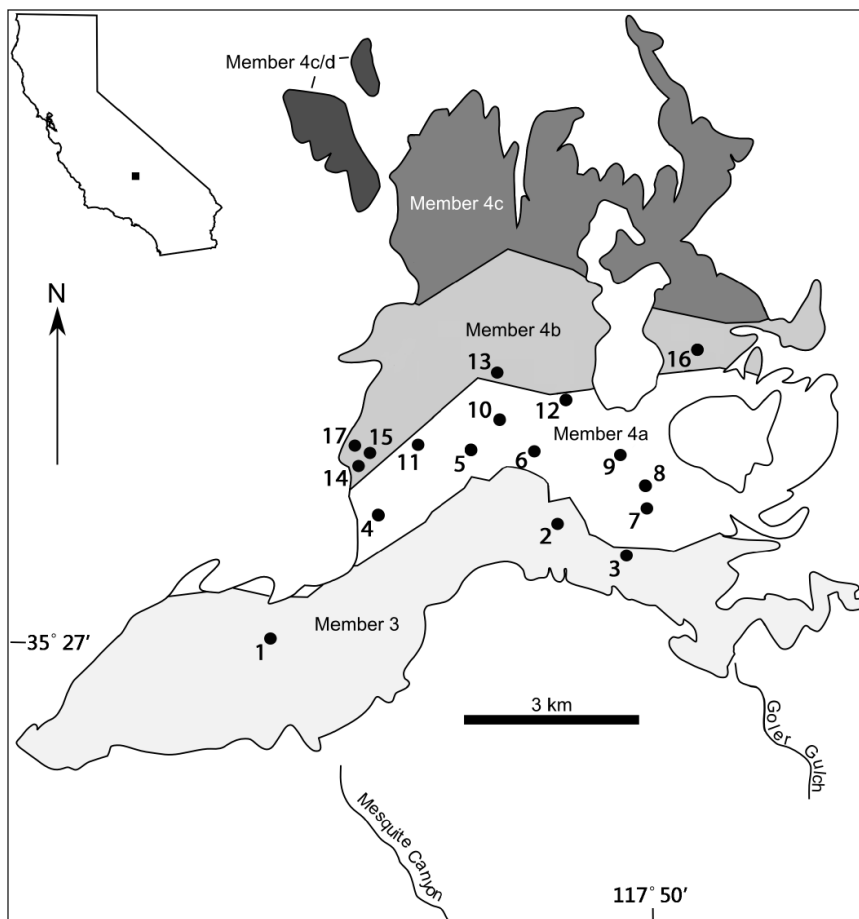 Member 4c/d
Member 4c
N
Member 4b
16
13
12
10
Member 4a
17
15
11
5
6
9
8
14
7
4
2
3
Member 3
1
35° 27’
3 km
Goler Gulch
Mesquite Canyon
117° 50’